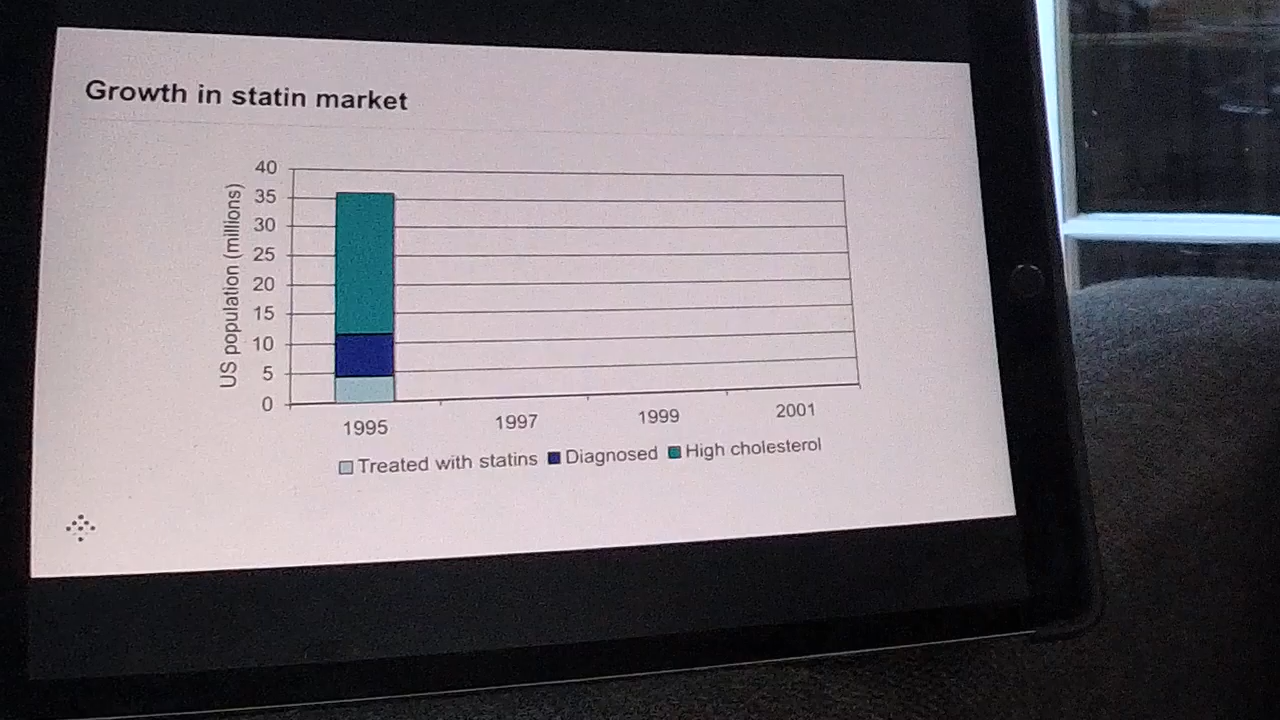 Growth in statin market
US population (millions)
40
35
30
25
20
15
10
5
0
1995 1997 1999 2001
Treated with statins Diagnosed High cholesterol